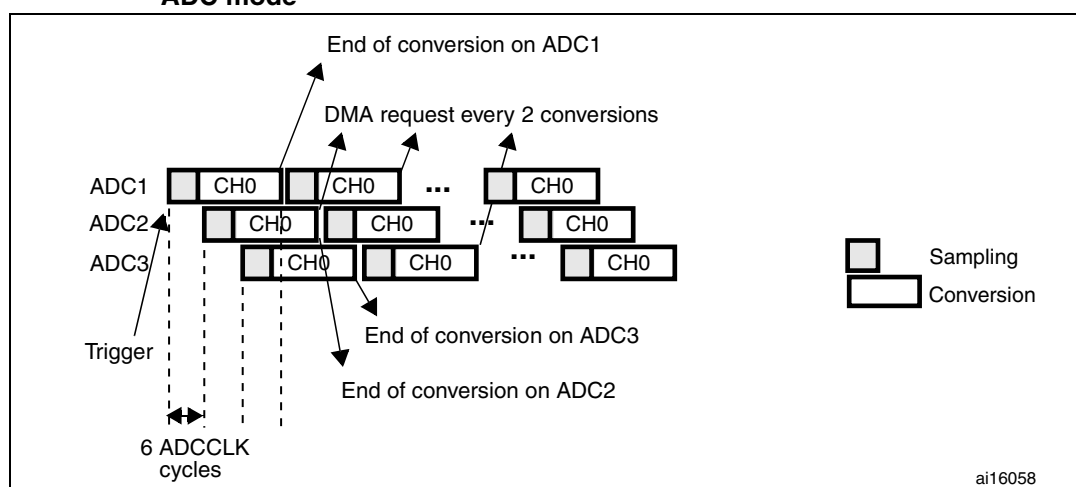 ADC mode
End of conversion on ADC1
DMA request every 2 conversions
ADC1
CH0
CH0
...
CH0
ADC2
CH0
CH0
...
CH0
ADC3
CH0
CH0
...
CH0
Sampling
Conversion
Trigger
End of conversion on ADC3
End of conversion on ADC2
6 ADCCLK
cycles
ai16058